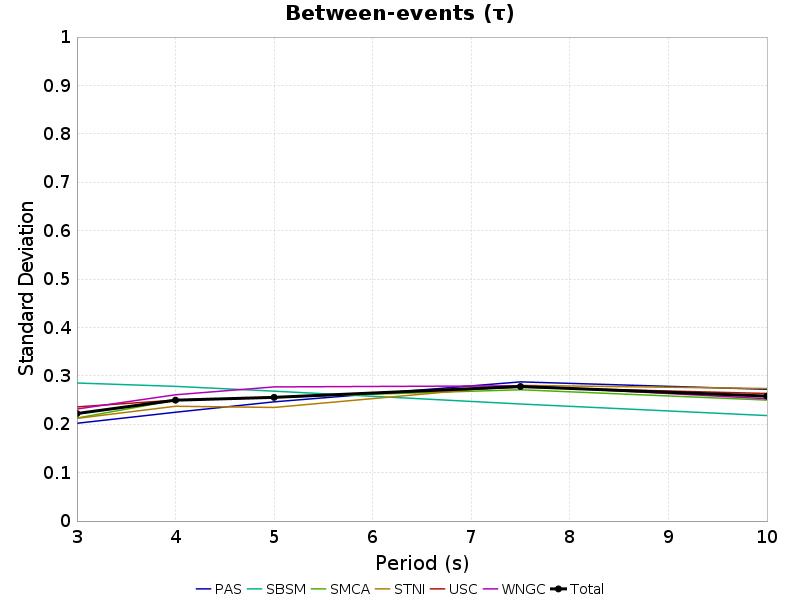 Between-events (τ)
1
0.9
0.8
0.7
0.6
0.5
0.4
0.3
0.2
0.1
0
Standard Deviation
3 4 5 6 7 8 9 10
Period (s)
PAS SBSM SMCA STNI USC WNGC Total